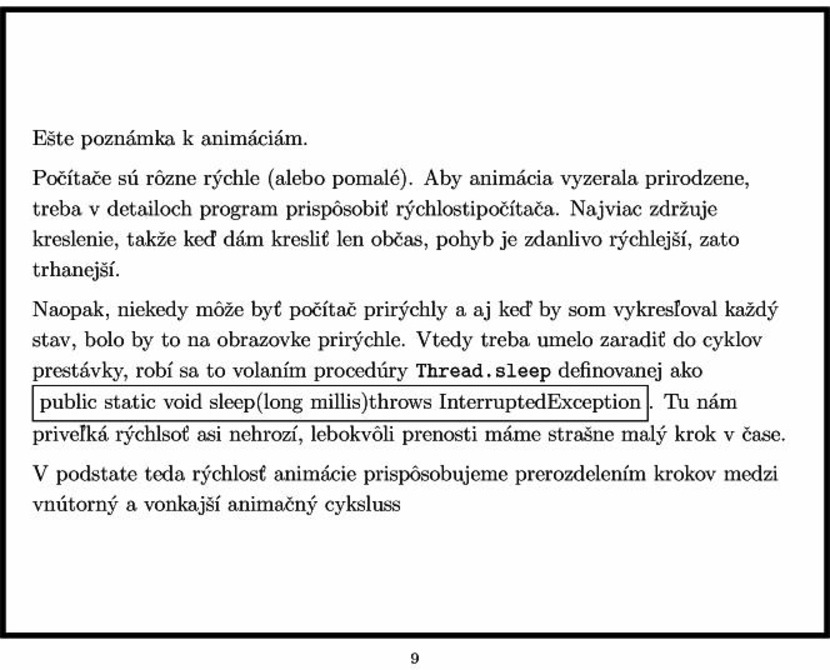 Ešte poznámka k animáciám.
Počítače sú rôzne rýchle (alebo pomalé). Aby animácia vyzerala prirodzene,
treba v detailoch program prispôsobiť rýchlostipočítača. Najviac zdržuje
kreslenie, takže keď dám kresliť len občas, pohyb je zdanlivo rýchlejší, zato
trhanejší.
Naopak, niekedy môže byť počítač prirýchly a aj keď by som vykresľoval každý
stav, bolo by to na obrazovke prirýchle. Vtedy treba umelo zaradiť do cyklov
prestávky, robí sa to volaním procedúry Thread.sleep definovanej ako
public static void sleep(long millis)throws InterruptedException. Tu nám
priveľká rýchlsoť asi nehrozí, lebokvôli prenosti máme strašne malý krok v čase.
V podstate teda rýchlosť animácie prispôsobujeme prerozdelením krokov medzi
vnútorný a vonkajší animačný cyksluss
9